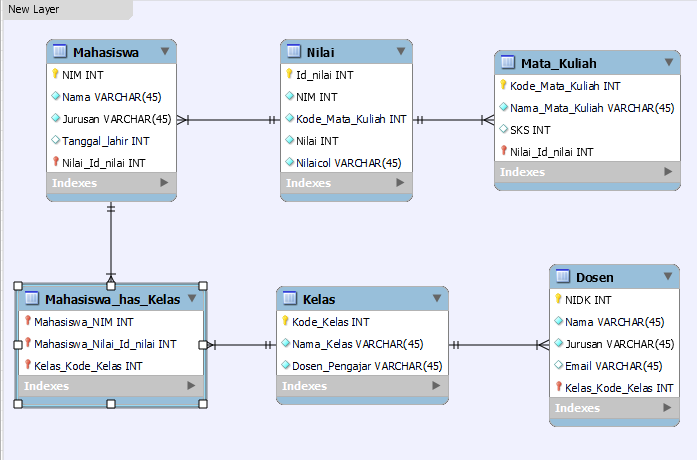 New Layer
Mahasiswa
NIM INT
Nama VARCHAR(45)
Jurusan VARCHAR(45)
Tanggal_lahir INT
Nilai_Id_nilai INT
Indexes
Nilai
Id_nilai INT
NIM INT
Kode_Mata_Kuliah INT
Nilai INT
Nilaicol VARCHAR(45)
Indexes
Mata_Kuliah
Kode_Mata_Kuliah INT
Nama_Mata_Kuliah VARCHAR(45)
SKS INT
Nilai_Id_nilai INT
Indexes
Mahasiswa_has_Kelas
Mahasiswa_NIM INT
Mahasiswa_Nilai_Id_nilai INT
Kelas_Kode_Kelas INT
Indexes
Kelas
Kode_Kelas INT
Nama_Kelas VARCHAR(45)
Dosen_Pengajar VARCHAR(45)
Indexes
Dosen
NIDK INT
Nama VARCHAR(45)
Jurusan VARCHAR(45)
Email VARCHAR(45)
Kelas_Kode_Kelas INT
Indexes